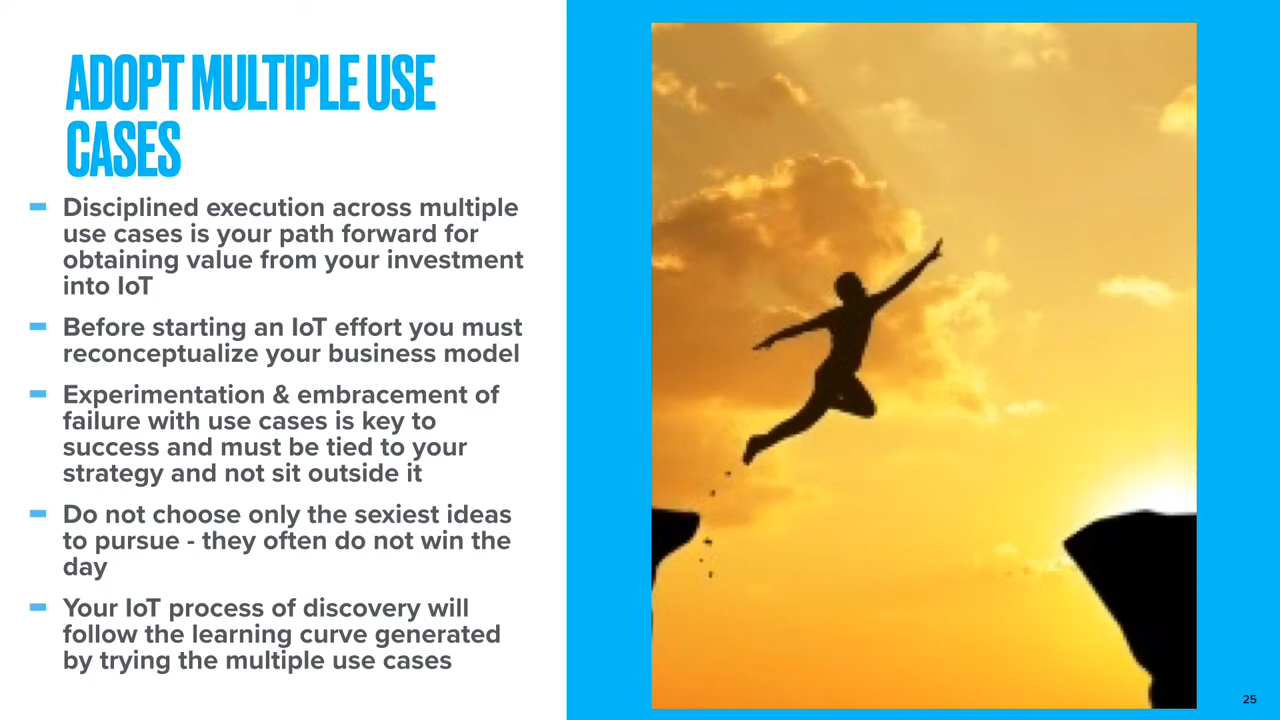 ADOPT MULTIPLE USE
CASES
Disciplined execution across multiple
use cases is your path forward for
obtaining value from your investment
into IoT
Before starting an IoT effort you must
reconceptualize your business model
Experimentation & embracement of
failure with use cases is key to
success and must be tied to your
strategy and not sit outside it
Do not choose only the sexiest ideas
to pursue - they often do not win the
day
Your IoT process of discovery will
follow the learning curve generated
by trying the multiple use cases
25